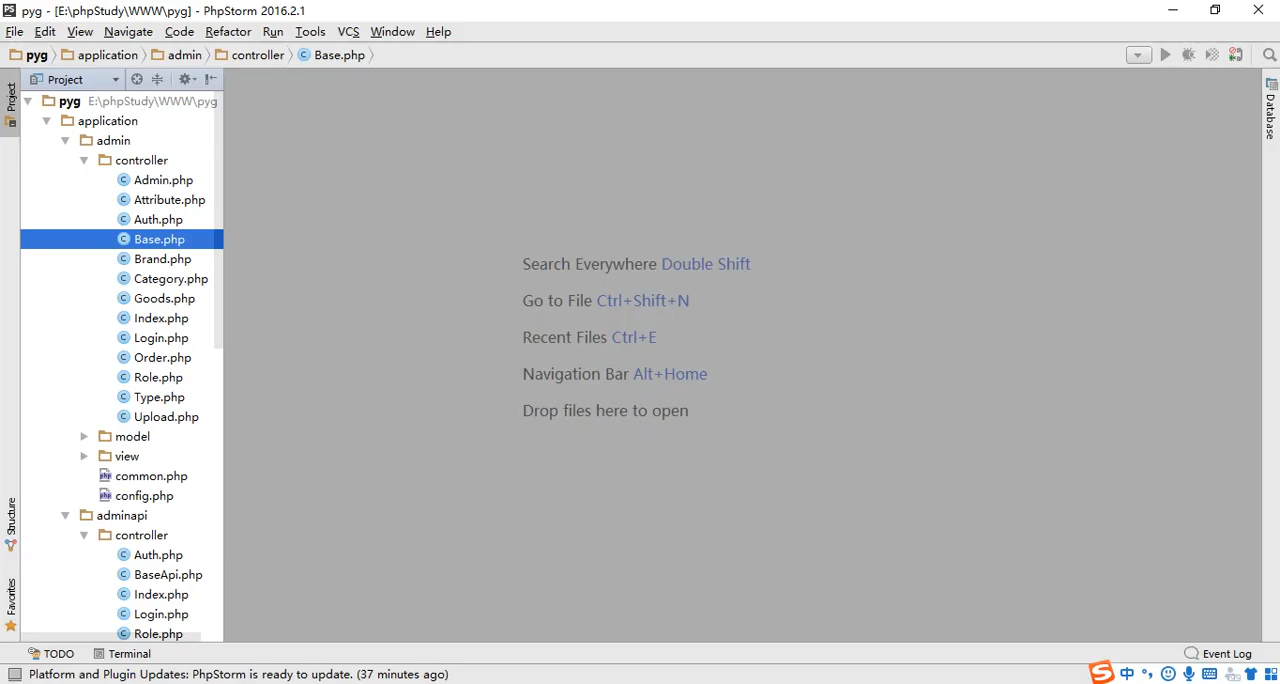 pyg - [E:\phpStudy\WWW\pyg] - PhpStorm 2016.2.1
File Edit View Navigate Code Refactor Run Tools VCS Window Help
pyg application admin controller Base.php
Project
Project
Database
pyg E:\phpStudy\WWW\pyg
application
admin
controller
Admin.php
Attribute.php
Auth.php
Base.php
Brand.php
Category.php
Goods.php
Index.php
Login.php
Order.php
Role.php
Type.php
Upload.php
model
view
common.php
config.php
adminapi
controller
Auth.php
BaseApi.php
Index.php
Login.php
Role.php
Search Everywhere Double Shift
Go to File Ctrl+Shift+N
Recent Files Ctrl+E
Navigation Bar Alt+Home
Drop files here to open
Structure
Favorites
TODO Terminal Event Log
Platform and Plugin Updates: PhpStorm is ready to update. (37 minutes ago)
中